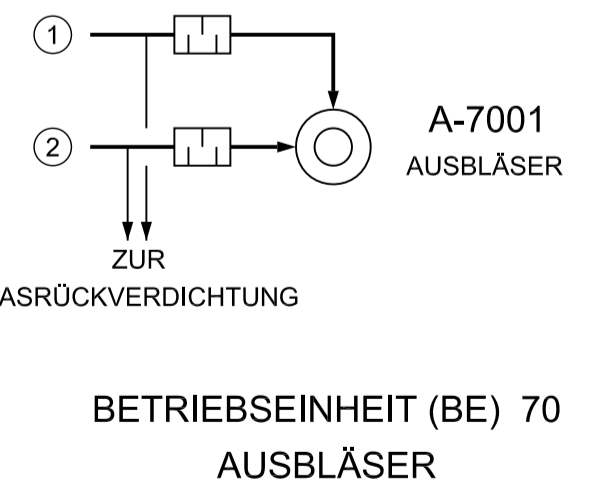 1
A-7001
2
AUSBLÄSER
ZUR
ASRÜCKVERDICHTUNG
BETRIEBSEINHEIT (BE) 70
AUSBLÄSER